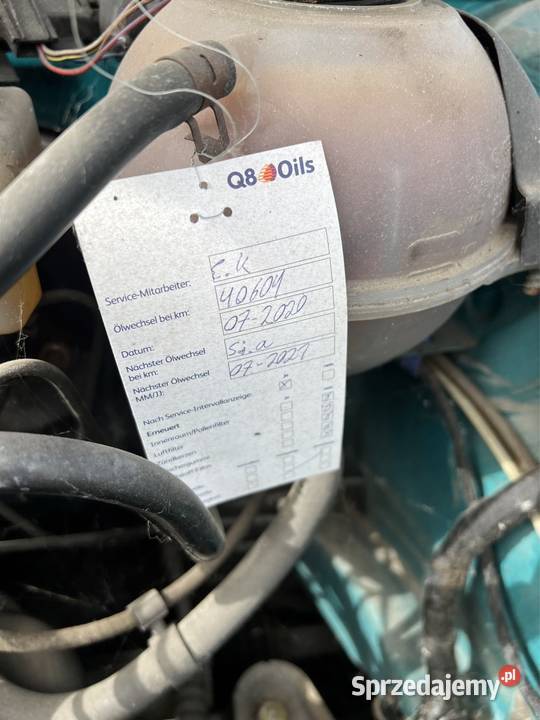 Q8 Oils
Service-Mitarbeiter: E.K
Ölwechsel bei km: 40604
Datum: 07-2020
Nächster Ölwechsel bei km: S.i.a
Nächster Ölwechsel MM/JJ: 07-2021
Nach Service-Intervallanzeige
Erneuert
Innenraum/Pollenfilter
Luftfilter
Zündkerzen
Sprzedajemy.pl